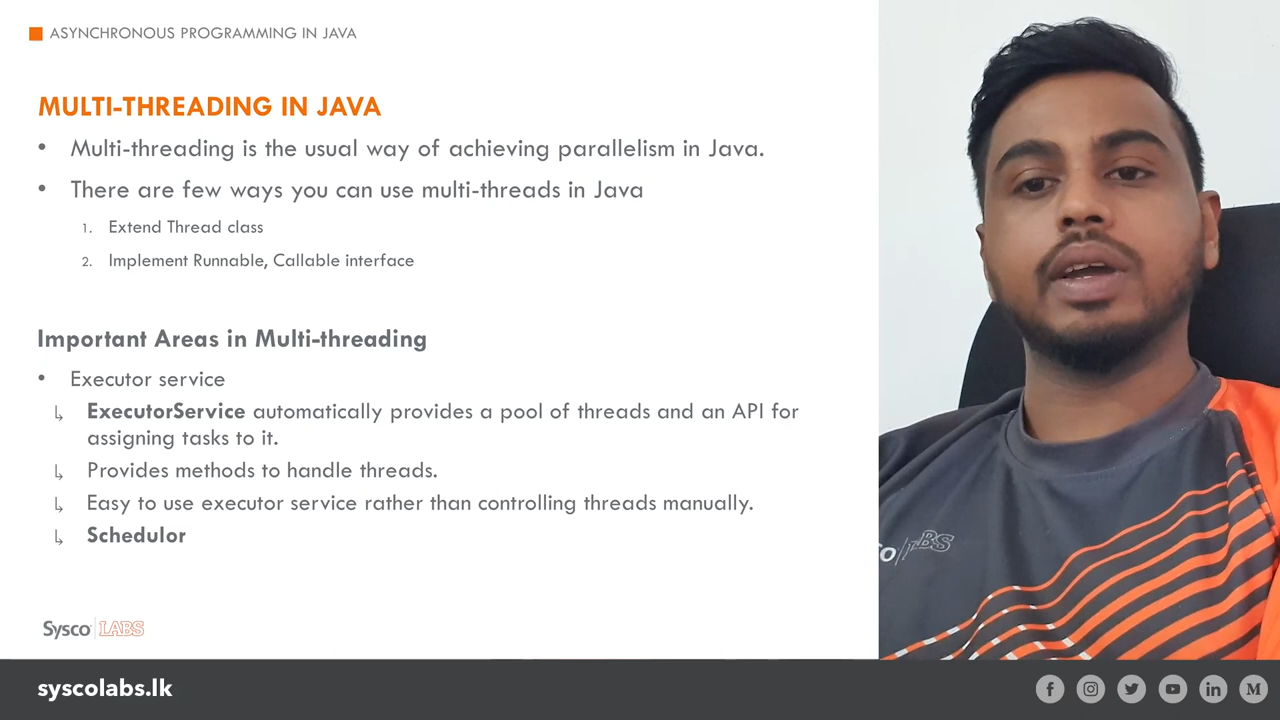 ASYNCHRONOUS PROGRAMMING IN JAVA
MULTI-THREADING IN JAVA
• Multi-threading is the usual way of achieving parallelism in Java.
• There are few ways you can use multi-threads in Java
1. Extend Thread class
2. Implement Runnable, Callable interface
Important Areas in Multi-threading
• Executor service
↳ ExecutorService automatically provides a pool of threads and an API for
assigning tasks to it.
↳ Provides methods to handle threads.
↳ Easy to use executor service rather than controlling threads manually.
↳ Schedulor
Sysco LABS
syscolabs.lk